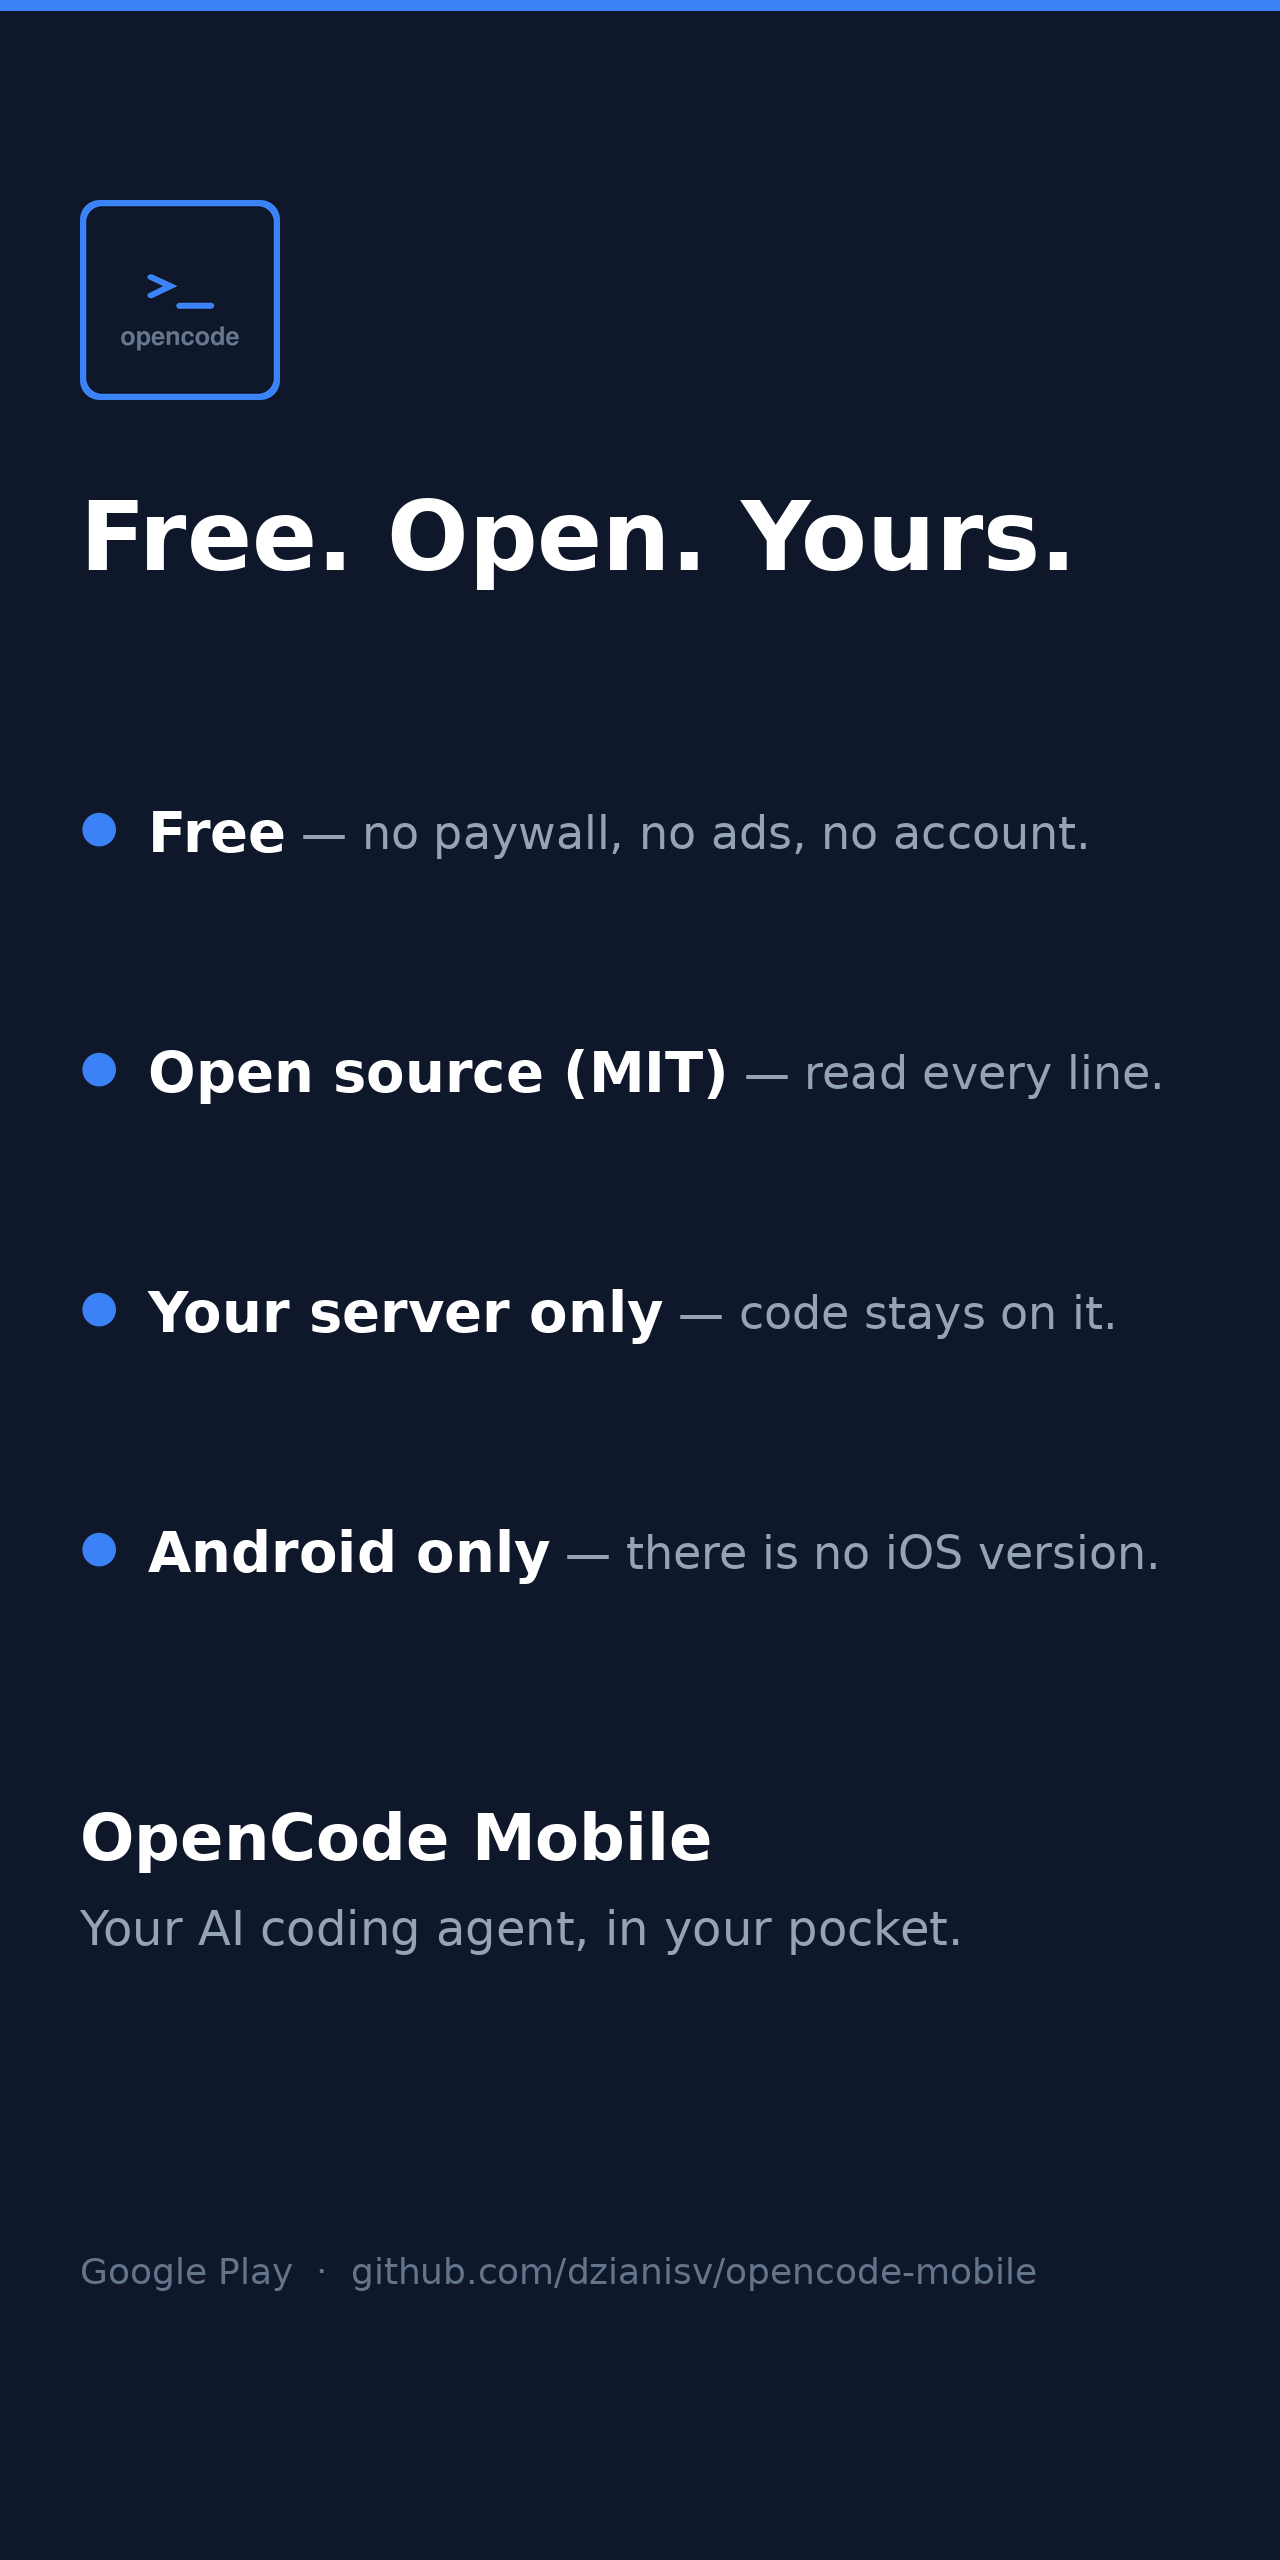 >_
opencode
Free. Open. Yours.
Free — no paywall, no ads, no account.
Open source (MIT) — read every line.
Your server only — code stays on it.
Android only — there is no iOS version.
OpenCode Mobile
Your AI coding agent, in your pocket.
Google Play · github.com/dzianisv/opencode-mobile